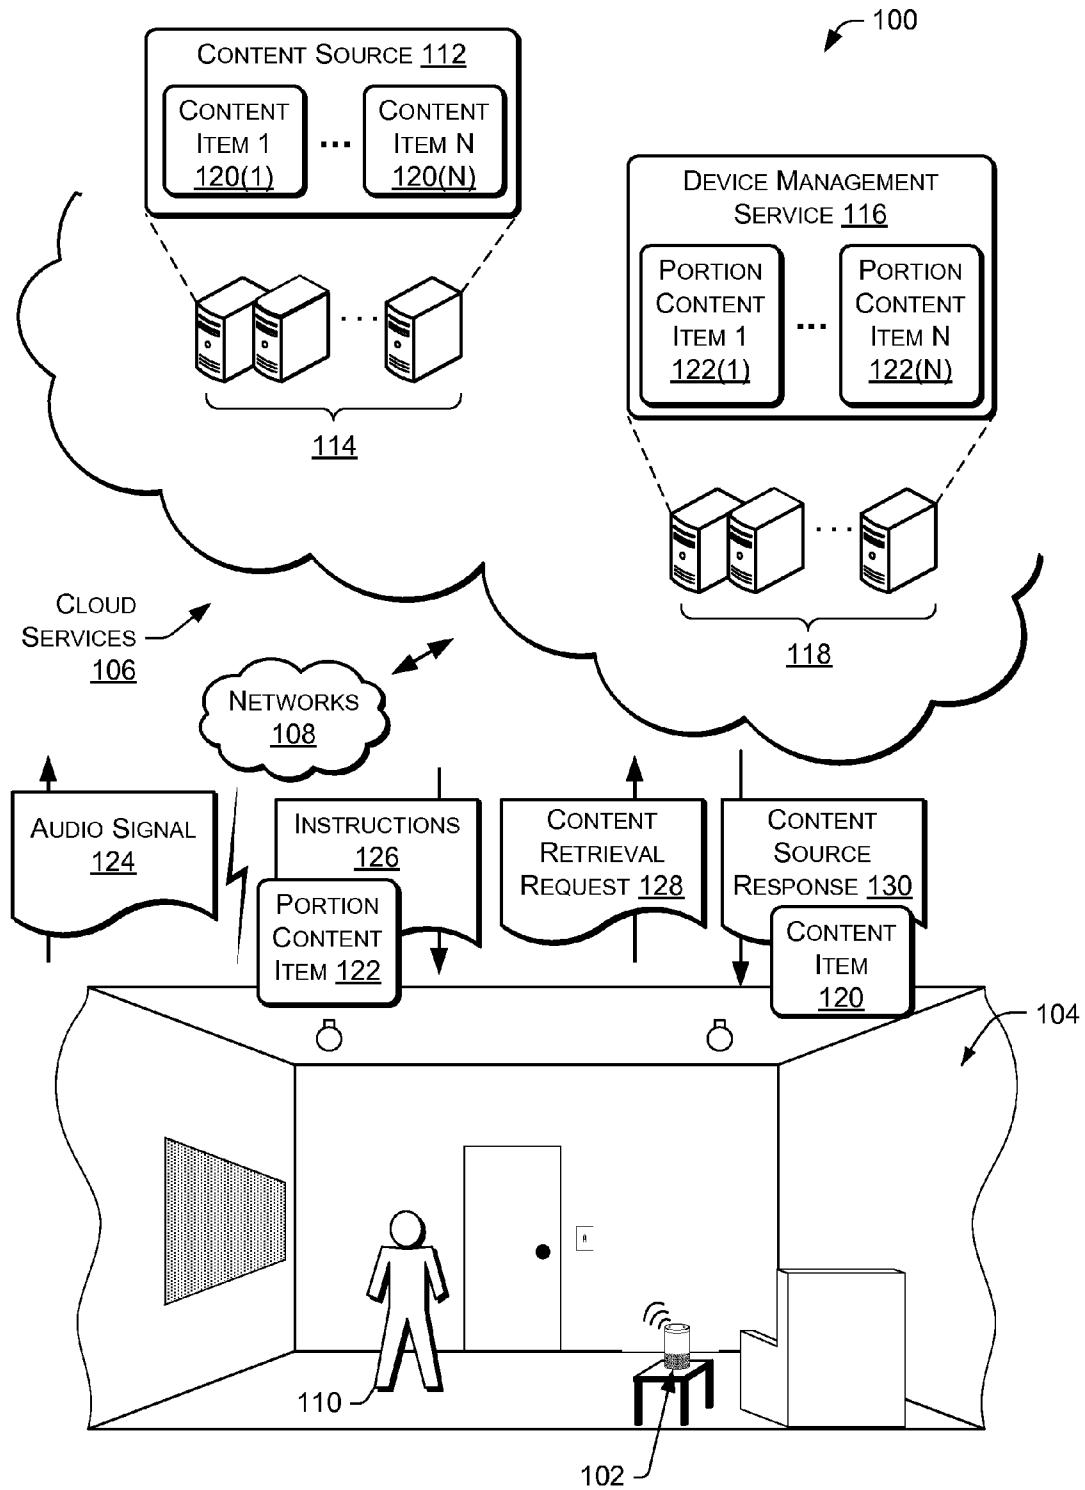 100
CONTENT SOURCE 112
CONTENT
ITEM 1
120(1)
...
CONTENT
ITEM N
120(N)
DEVICE MANAGEMENT
SERVICE 116
PORTION
CONTENT
ITEM 1
122(1)
...
PORTION
CONTENT
ITEM N
122(N)
114
118
CLOUD
SERVICES
106
NETWORKS
108
AUDIO SIGNAL
124
INSTRUCTIONS
126
PORTION
CONTENT
ITEM 122
CONTENT
RETRIEVAL
REQUEST 128
CONTENT
SOURCE
RESPONSE 130
CONTENT
ITEM
120
104
110
102